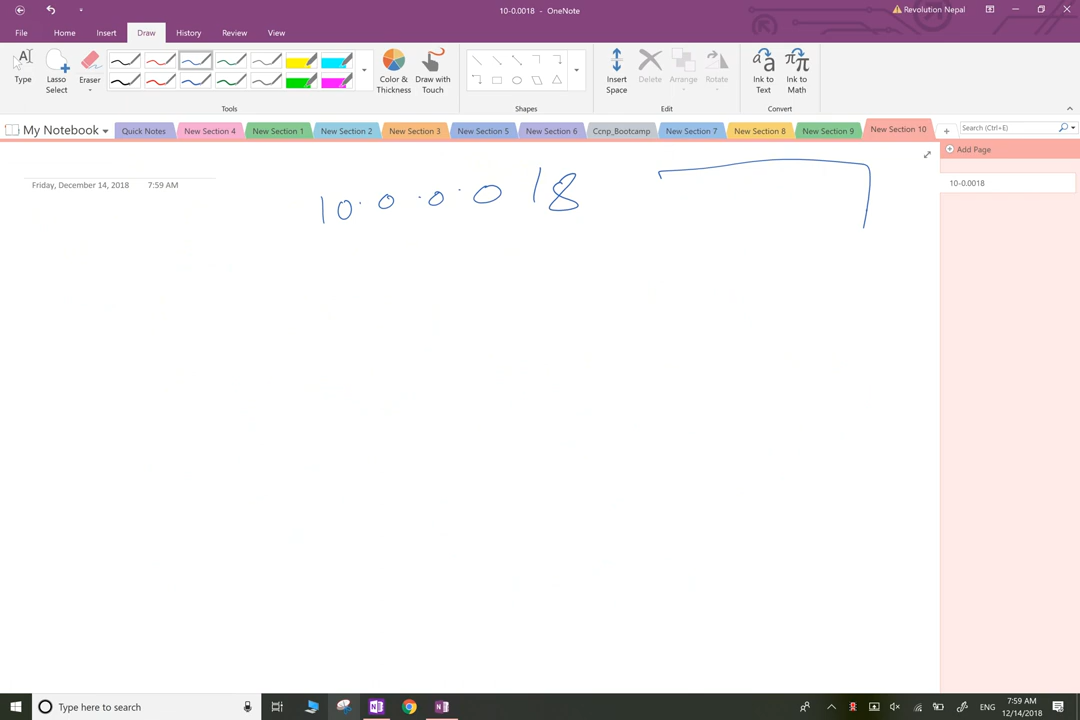 10-0.0018 - OneNote
Revolution Nepal
File Home Insert Draw History Review View
Type
Lasso Select
Eraser
Color & Thickness
Draw with Touch
Insert Space
Delete
Arrange
Rotate
Ink to Text
Ink to Math
Tools Shapes Edit Convert
My Notebook Quick Notes New Section 4 New Section 1 New Section 2 New Section 3 New Section 5 New Section 6 Ccnp_Bootcamp New Section 7 New Section 8 New Section 9 New Section 10 Search (Ctrl+E)
Add Page
10-0.0018
Friday, December 14, 2018 7:59 AM
10.0.0.0 /8
Type here to search
ENG
7:59 AM
12/14/2018